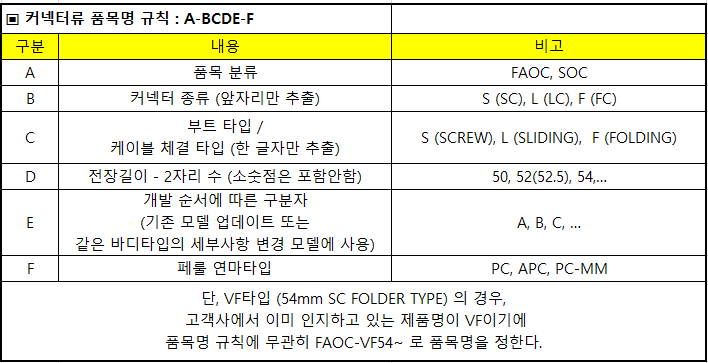 ▣ 커넥터류 품목명 규칙 : A-BCDE-F
구분 내용 비고
A 품목 분류 FAOC, SOC
B 커넥터 종류 (앞자리만 추출) S (SC), L (LC), F (FC)
C 부트 타입 /
케이블 체결 타입 (한 글자만 추출) S (SCREW), L (SLIDING), F (FOLDING)
D 전장길이 - 2자리 수 (소숫점은 포함안함) 50, 52(52.5), 54,...
E 개발 순서에 따른 구분자
(기존 모델 업데이트 또는
같은 바디타입의 세부사항 변경 모델에 사용) A, B, C, ...
F 페룰 연마타입 PC, APC, PC-MM
단, VF타입 (54mm SC FOLDER TYPE) 의 경우,
고객사에서 이미 인지하고 있는 제품명이 VF이기에
품목명 규칙에 무관히 FAOC-VF54~ 로 품목명을 정한다.